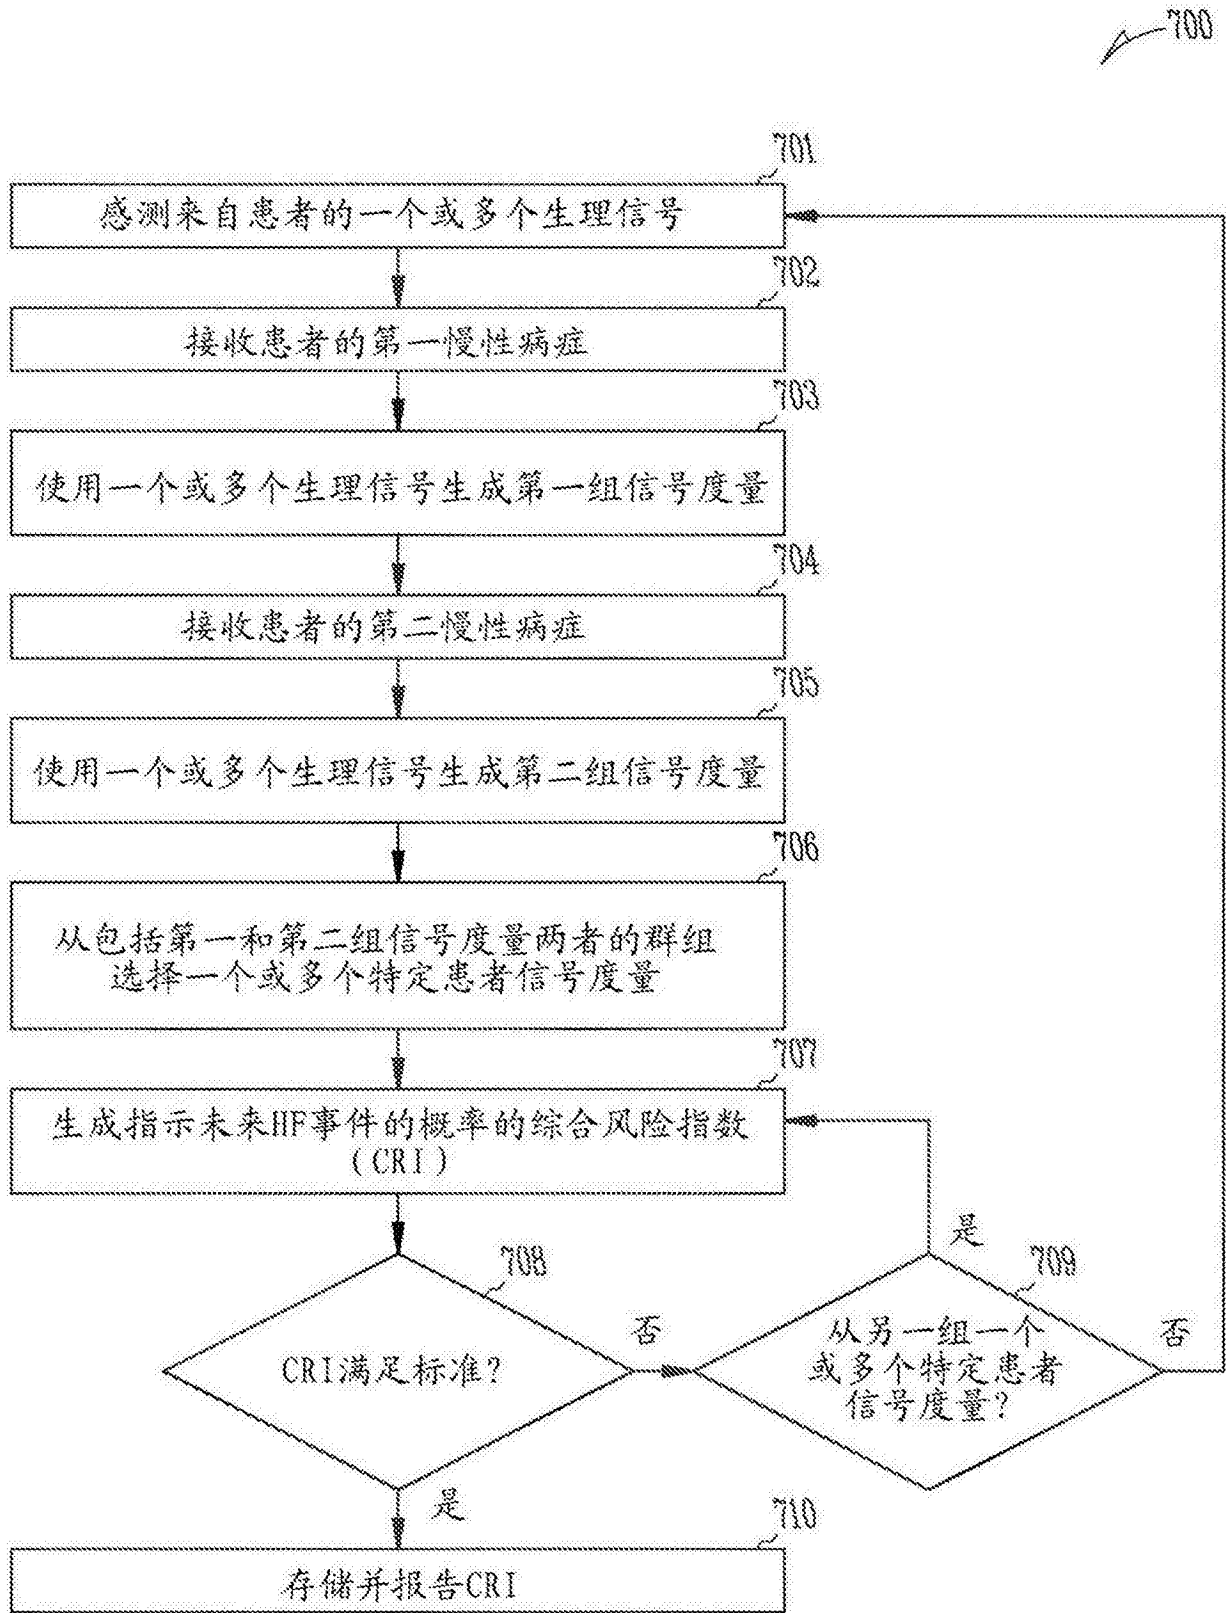 700
701
感测来自患者的一个或多个生理信号
702
接收患者的第一慢性病症
703
使用一个或多个生理信号生成第一组信号度量
704
接收患者的第二慢性病症
705
使用一个或多个生理信号生成第二组信号度量
706
从包括第一和第二组信号度量两者的群组
选择一个或多个特定患者信号度量
707
生成指示未来HF事件的概率的综合风险指数
(CRI)
708
CRI满足标准?
否
是
709
从另一组一个
或多个特定患者
信号度量?
否
是
710
存储并报告CRI